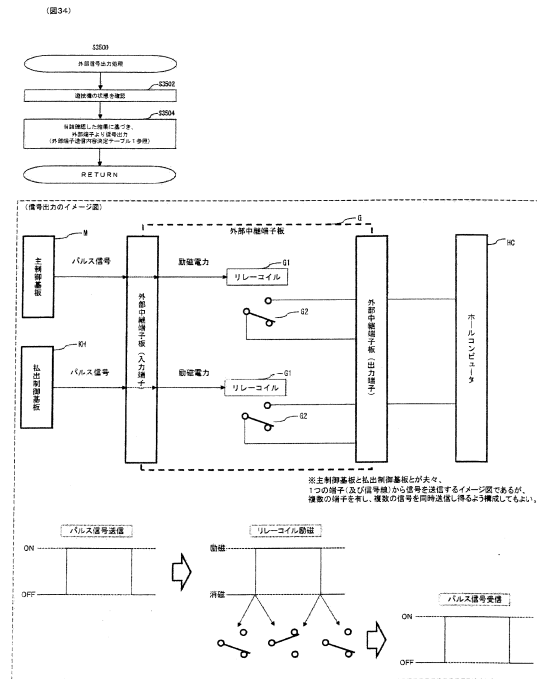 (図34)
S3500
外部信号出力処理
S3502
遊技機の状態を確認
S3504
当該確認した結果に基づき、
外部端子より信号出力
(外部端子送信内容決定テーブル1参照)
RETURN
(信号出力のイメージ図)
G
外部中継端子板
M
HC
主制御基板
パルス信号
外部中継端子板(入力端子)
励磁電力
G1
リレーコイル
G2
外部中継端子板(出力端子)
ホールコンピュータ
KH
払出制御基板
パルス信号
励磁電力
G1
リレーコイル
G2
※主制御基板と払出制御基板とが夫々、
1つの端子(及び信号線)から信号を送信するイメージ図であるが、
複数の端子を有し、複数の信号を同時送信し得るよう構成してもよい。
パルス信号送信
ON
OFF
リレーコイル励磁
励磁
消磁
パルス信号受信
ON
OFF